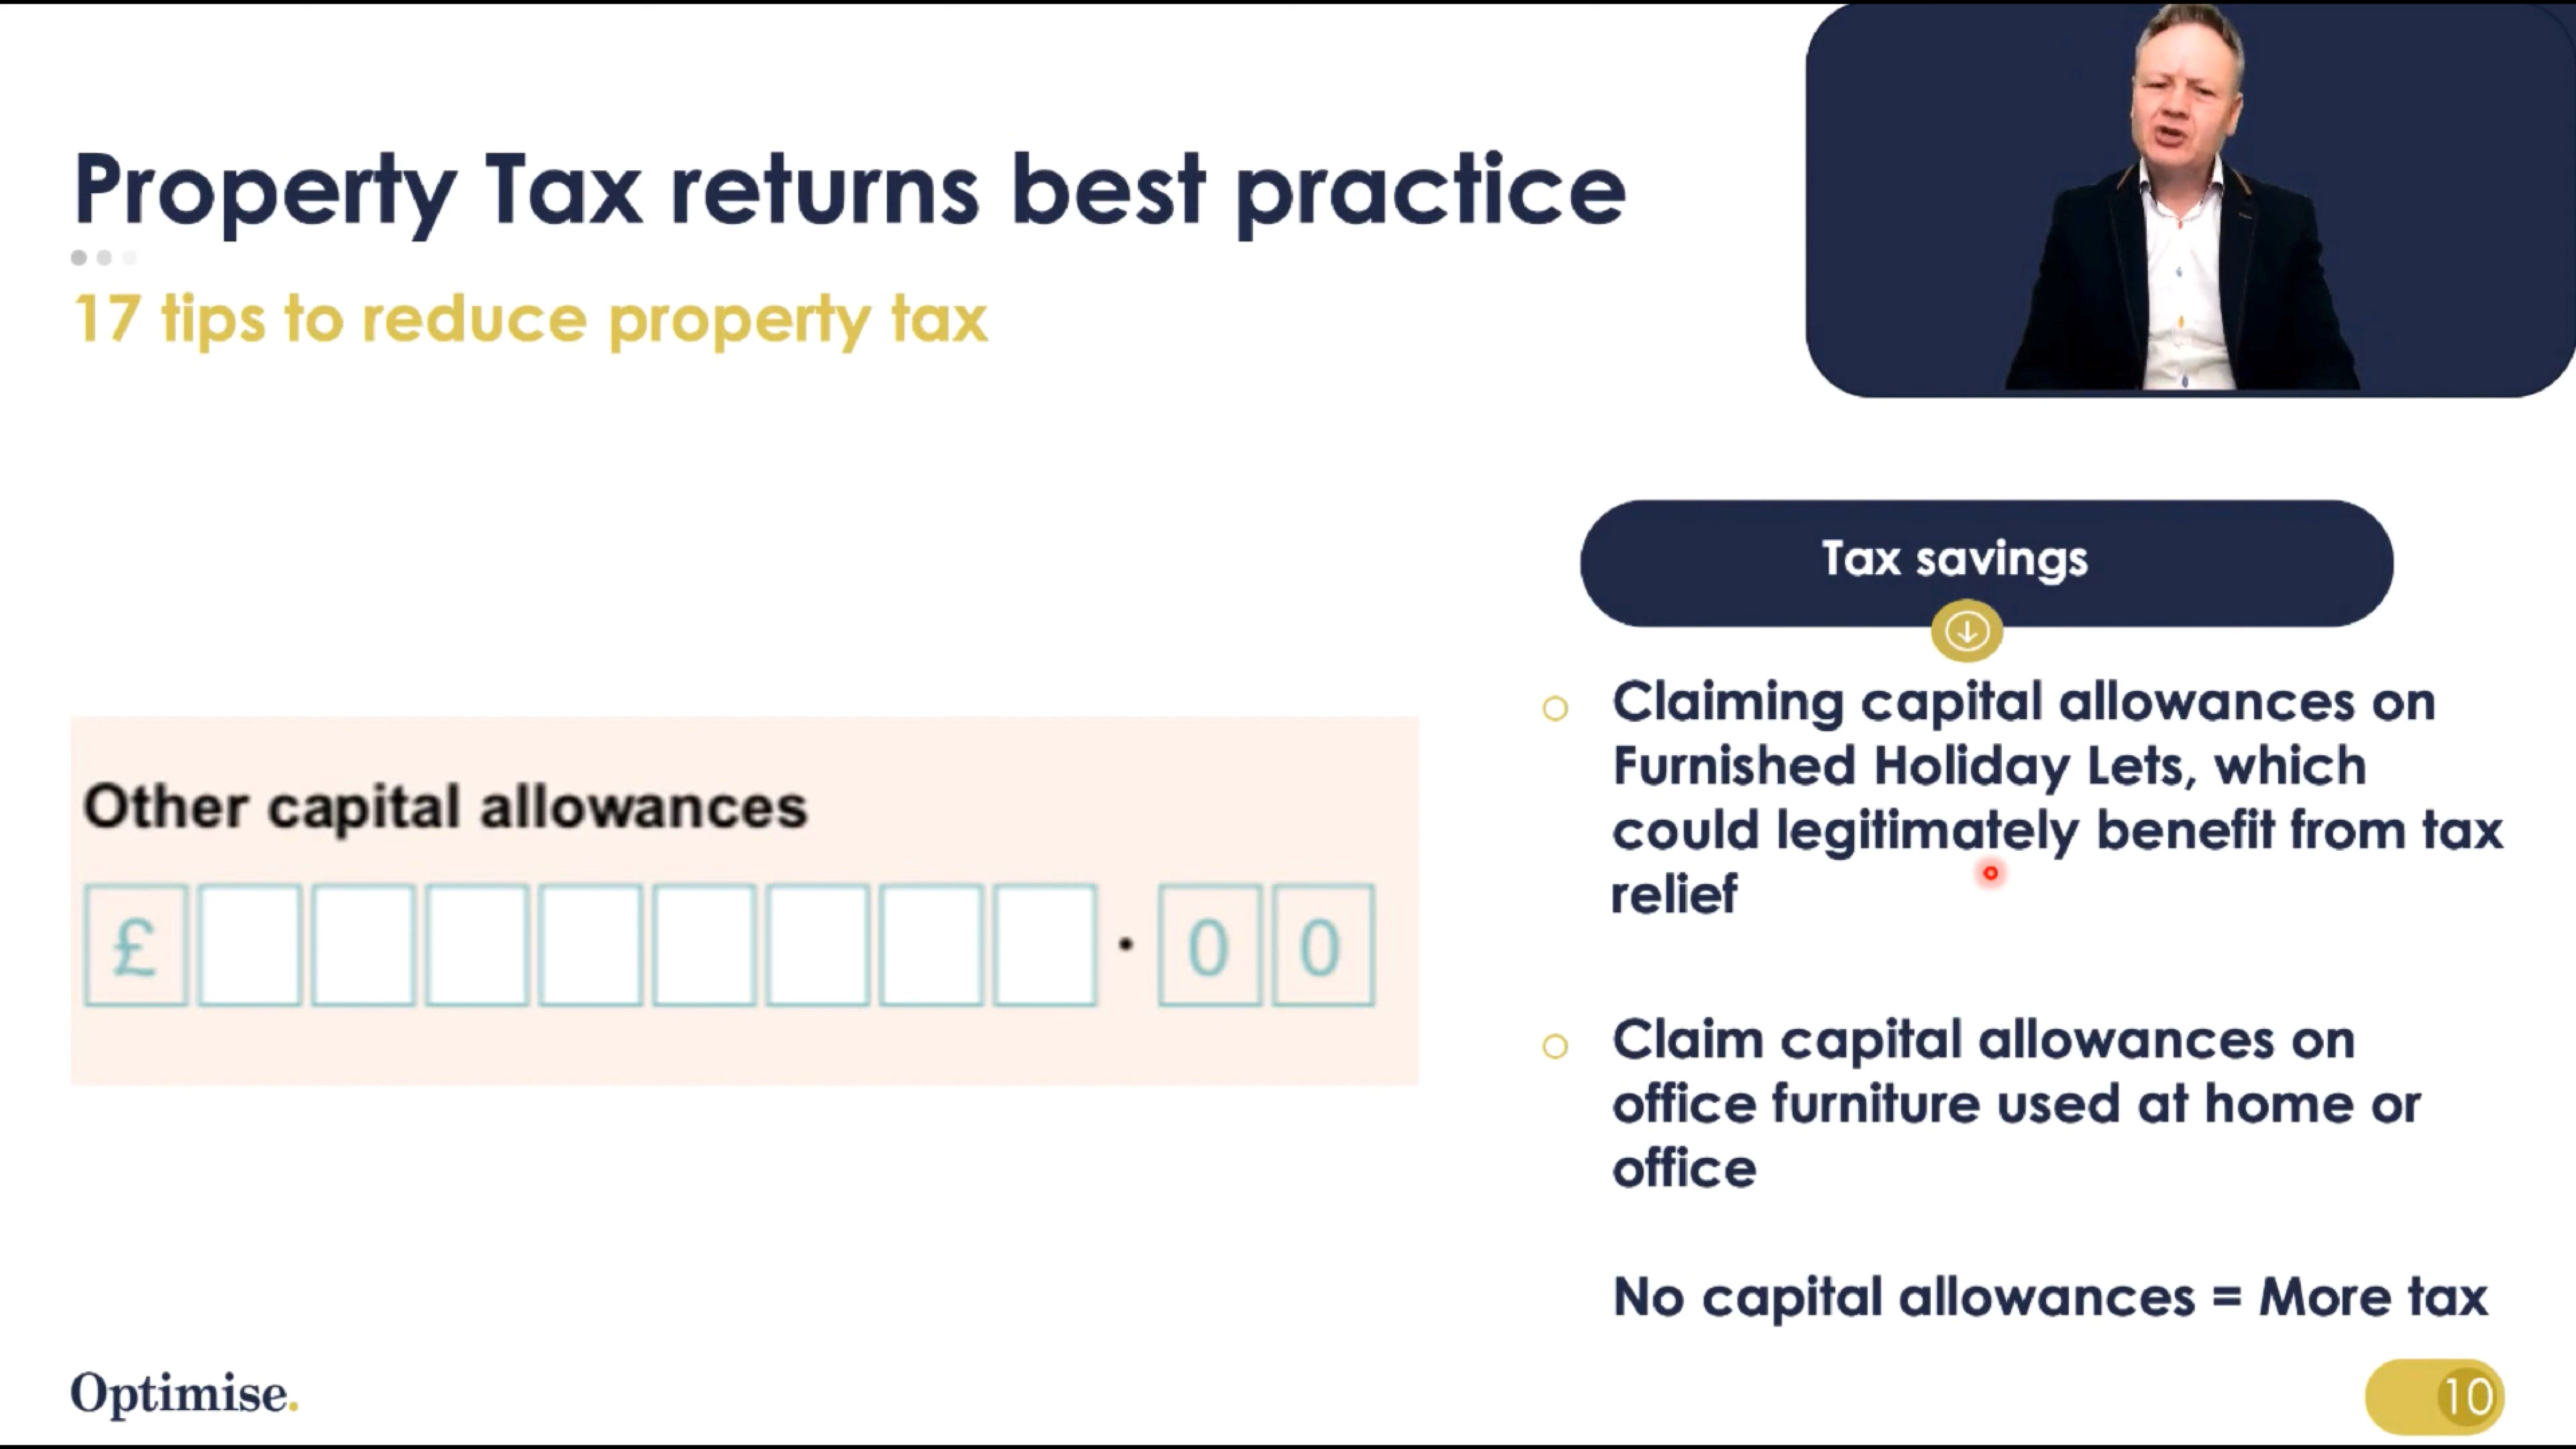 Property Tax returns best practice
17 tips to reduce property tax
Tax savings
Claiming capital allowances on
Furnished Holiday Lets, which
could legitimately benefit from tax
relief
Other capital allowances
£ . 0 0
Claim capital allowances on
office furniture used at home or
office
No capital allowances = More tax
Optimise.
10